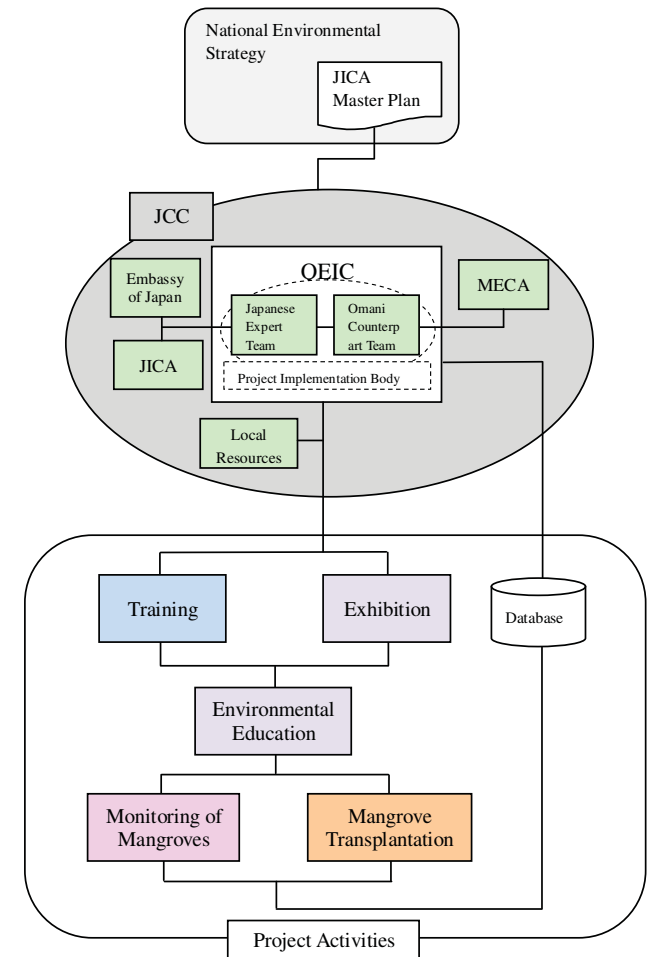 National Environmental
Strategy
JICA
Master Plan
JCC
QEIC
Embassy
of Japan
MECA
Japanese
Expert
Team
Omani
Counterp
art Team
JICA
Project Implementation Body
Local
Resources
Training
Exhibition
Database
Environmental
Education
Monitoring of
Mangroves
Mangrove
Transplantation
Project Activities